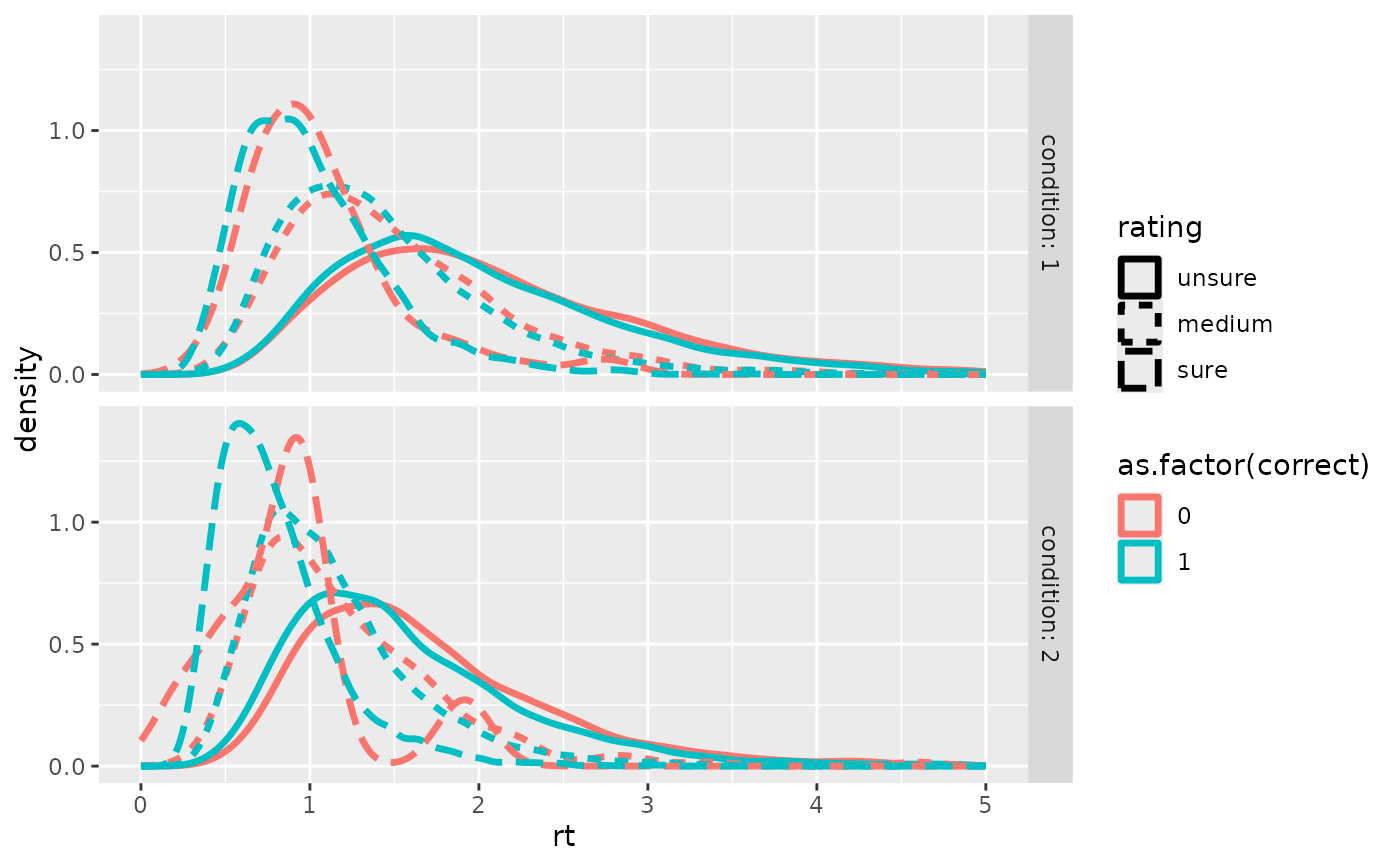 density
1.0
0.5
0.0
condition: 1
1.0
0.5
0.0
condition: 2
0 1 2 3 4 5
rt
rating
unsure
medium
sure
as.factor(correct)
0
1